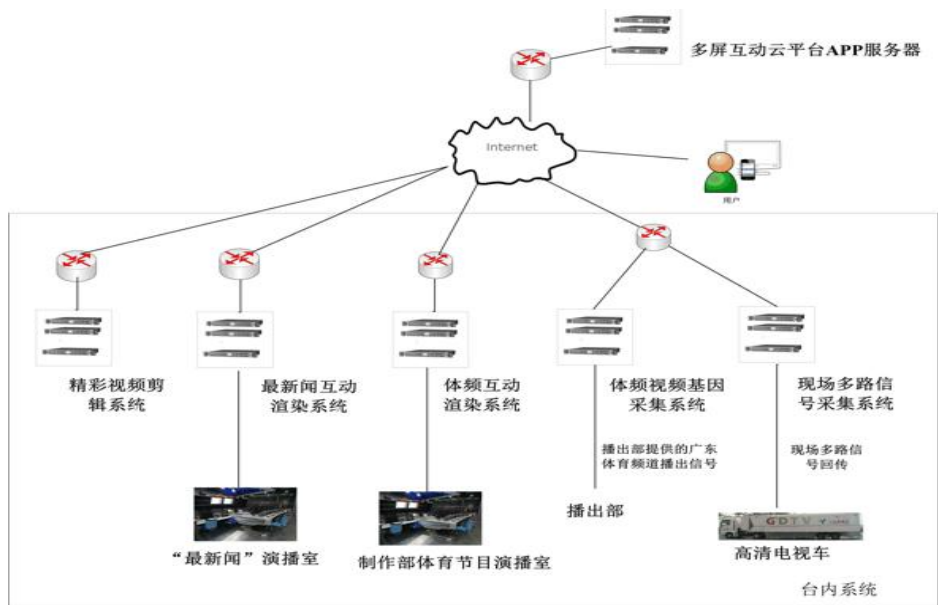 多屏互动云平台APP服务器
Internet
用户
精彩视频剪
辑系统
最新闻互动
渲染系统
体频互动
渲染系统
体频视频基因
采集系统
现场多路信
号采集系统
播出部提供的广东
体育频道播出信号
现场多路信
号回传
播出部
GDTV
“最新闻”演播室
制作部体育节目演播室
高清电视车
台内系统